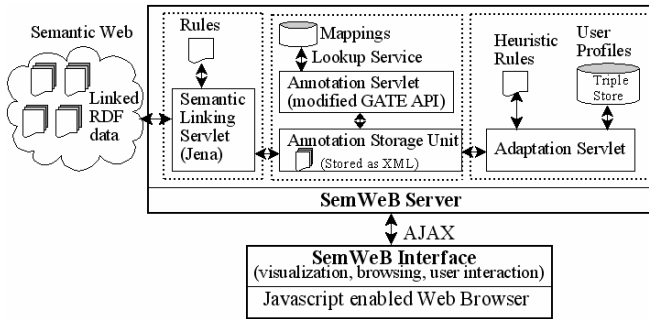 Semantic Web
Linked
RDF
data
Rules
Semantic
Linking
Servlet
(Jena)
Mappings
Lookup Service
Annotation Servlet
(modified GATE API)
Annotation Storage Unit
(Stored as XML)
Heuristic
Rules
User
Profiles
Triple
Store
Adaptation Servlet
SemWeB Server
AJAX
SemWeB Interface
(visualization, browsing, user interaction)
Javascript enabled Web Browser